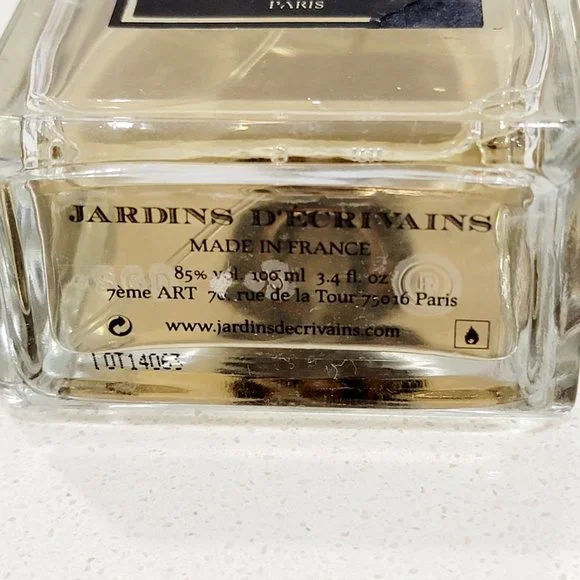 PARIS
JARDINS D'ÉCRIVAINS
MADE IN FRANCE
85% vol. 100 ml 3.4 fl. oz
7ème ART rue de la Tour 75016 Paris
www.jardinsdecrivains.com
LOT14063